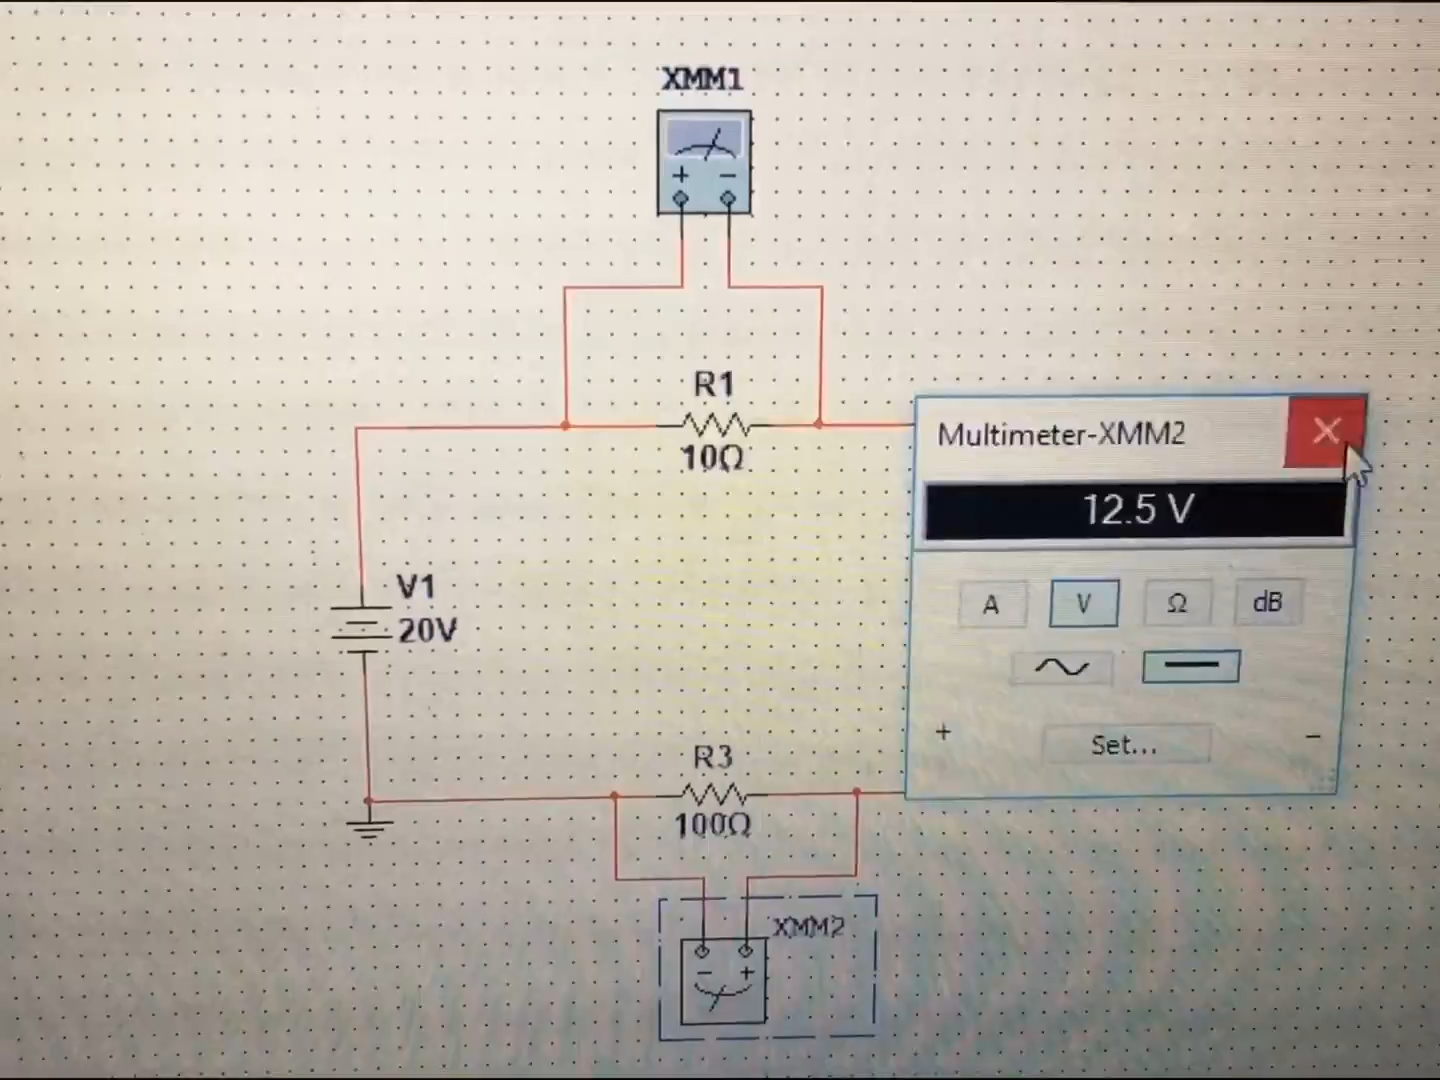 XMM1
+ −
R1
10Ω
Multimeter-XMM2
12.5 V
A V Ω dB
+ Set... −
V1
20V
R3
100Ω
XMM2
− +